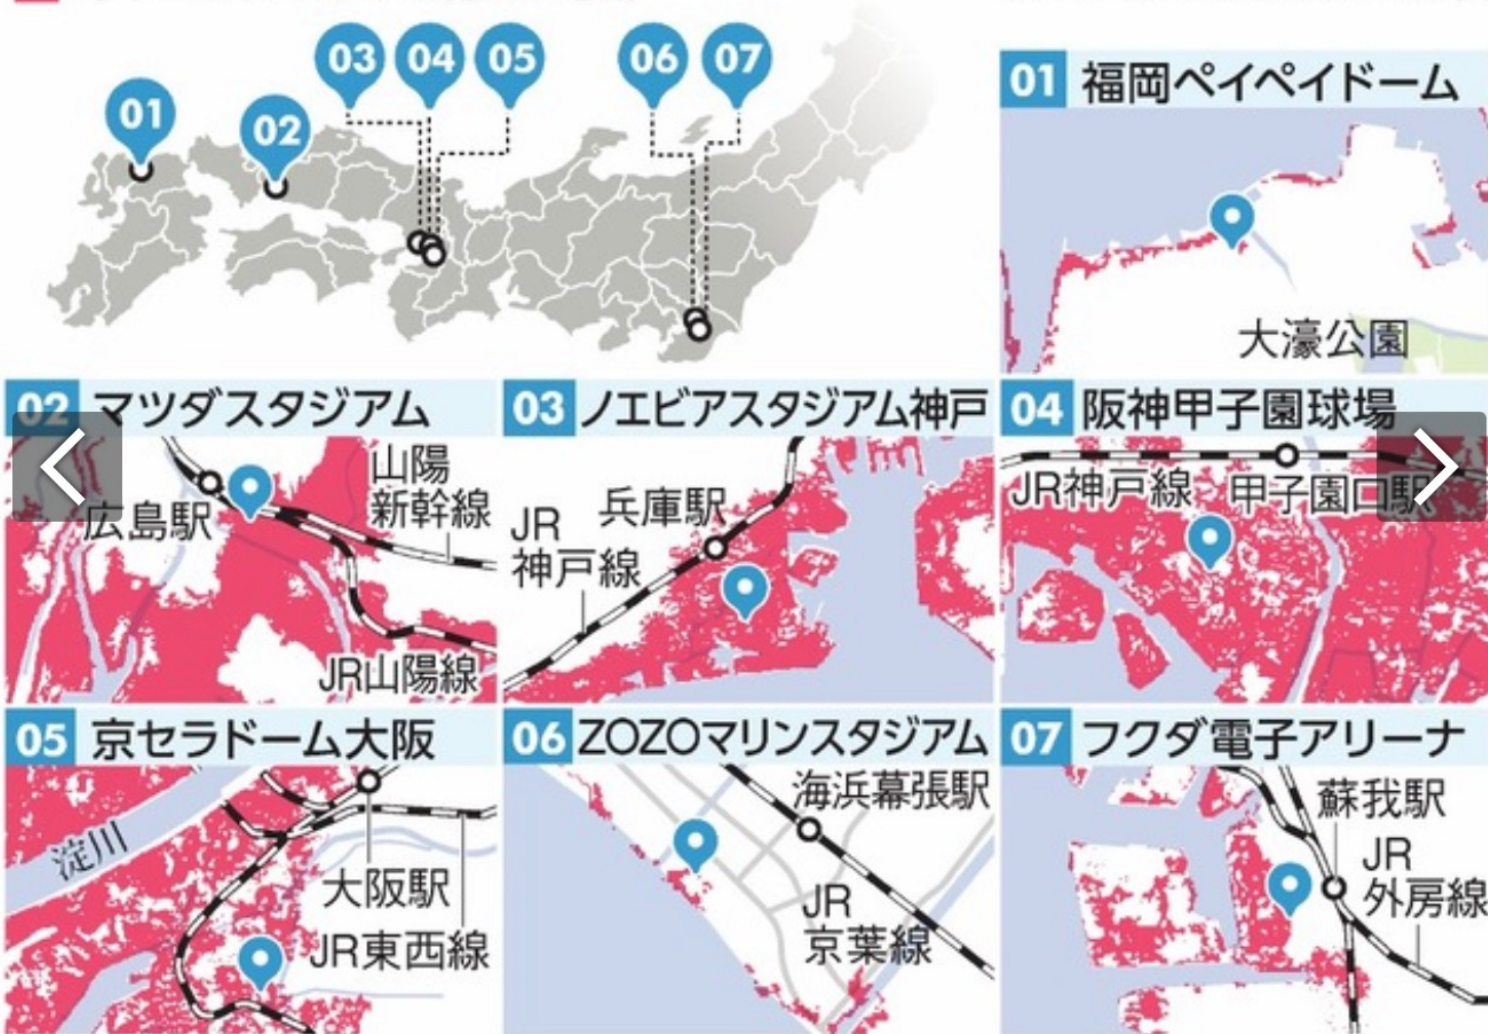 03
04
05
06
07
01
02
01 福岡ペイペイドーム
大濠公園
02 マツダスタジアム
山陽
新幹線
広島駅
JR山陽線
03 ノエビアスタジアム神戸
兵庫駅
JR
神戸線
04 阪神甲子園球場
JR神戸線
甲子園口駅
05 京セラドーム大阪
淀川
大阪駅
JR東西線
06 ZOZOマリンスタジアム
海浜幕張駅
JR
京葉線
07 フクダ電子アリーナ
蘇我駅
JR
外房線